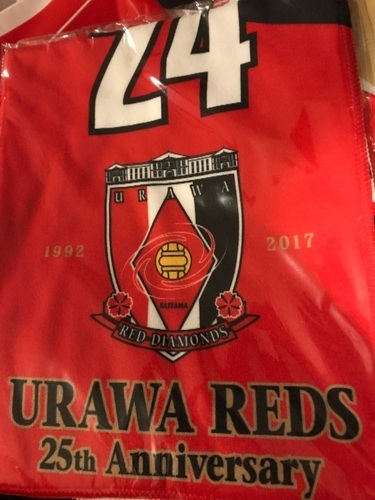 24
URAWA
1992
2017
SAITAMA
RED DIAMONDS
URAWA REDS
25th Anniversary